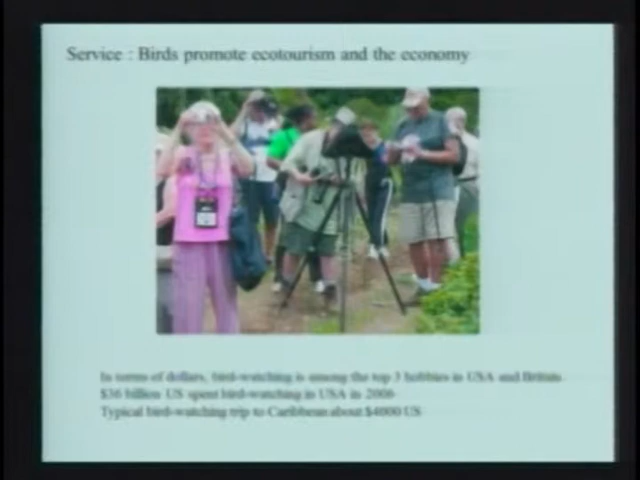 Service : Birds promote ecotourism and the economy
In terms of dollars, bird-watching is among the top 3 hobbies in USA and Britain
$36 billion US spent bird-watching in USA in 2006
Typical bird-watching trip to Caribbean about $4000 US